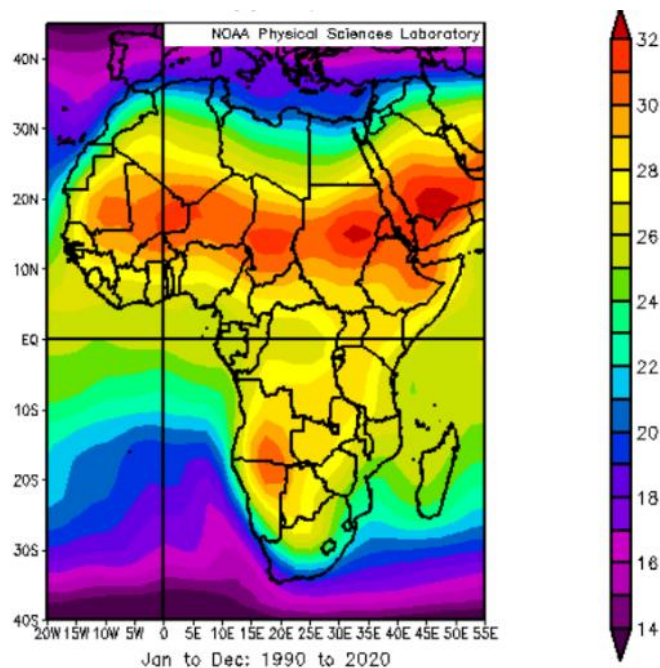 NOAA Physical Sciences Laboratory
40N
30N
20N
10N
EQ
10S
20S
30S
40S
20W 15W 10W 5W 0 5E 10E 15E 20E 25E 30E 35E 40E 45E 50E 55E
Jan to Dec: 1990 to 2020
32
30
28
26
24
22
20
18
16
14